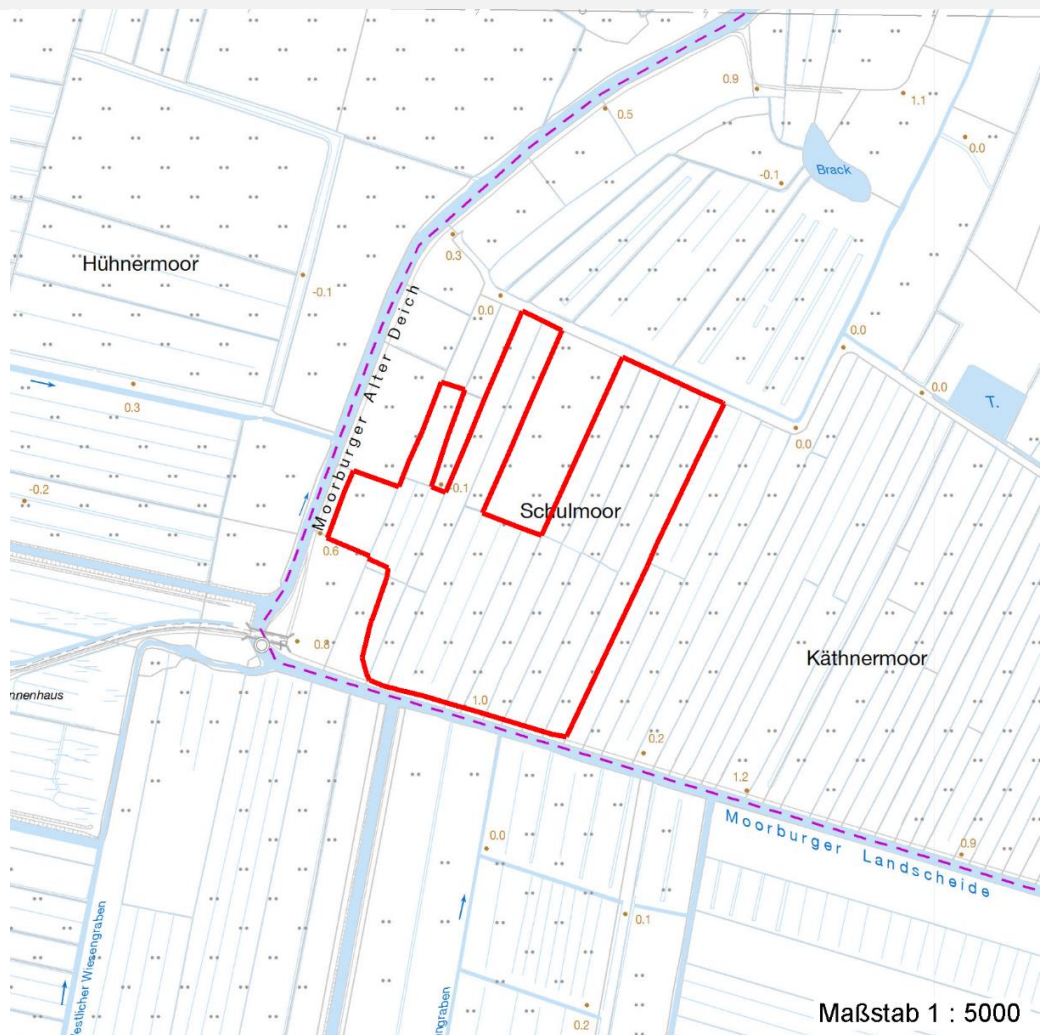 0.9
1.1
0.5
0.0
-0.1
Brack
0.3
Hühnermoor
-0.1
0.0
0.0
0.3
Moorburger Alter Deich
0.0
T.
0.0
-0.2
-0.1
Schulmoor
0.6
0.8
Käthnermoor
nnenhaus
1.0
0.2
1.2
Moorburger Landscheide
0.9
0.0
0.1
estlicher Wiesengraben
engraben
0.2
Maßstab 1 : 5000